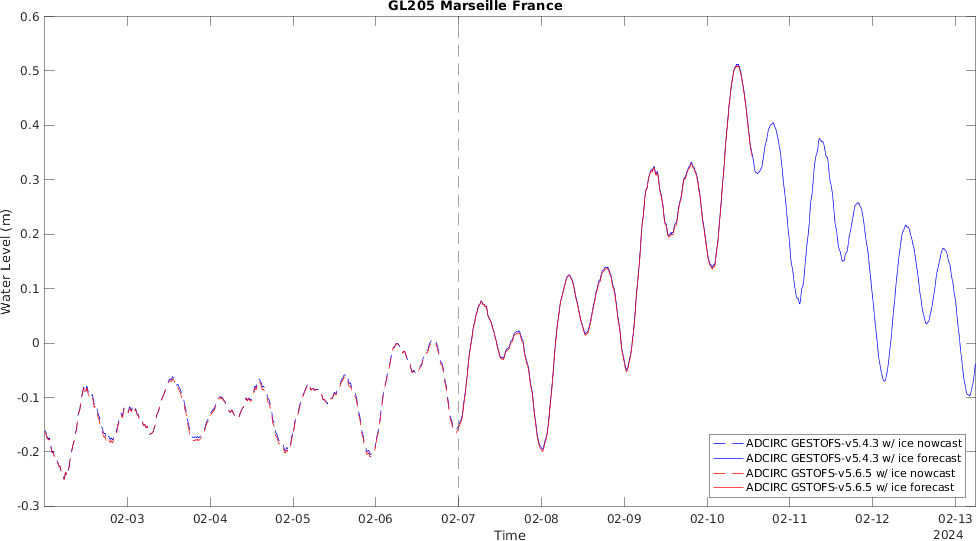 GL205 Marseille France
0.6
0.5
0.4
0.3
0.2
0.1
0
-0.1
-0.2
-0.3
Water Level (m)
ADCIRC GESTOFS-v5.4.3 w/ ice nowcast
ADCIRC GESTOFS-v5.4.3 w/ ice forecast
ADCIRC GSTOFS-v5.6.5 w/ ice nowcast
ADCIRC GSTOFS-v5.6.5 w/ ice forecast
02-03 02-04 02-05 02-06 02-07 02-08 02-09 02-10 02-11 02-12 02-13
Time
2024